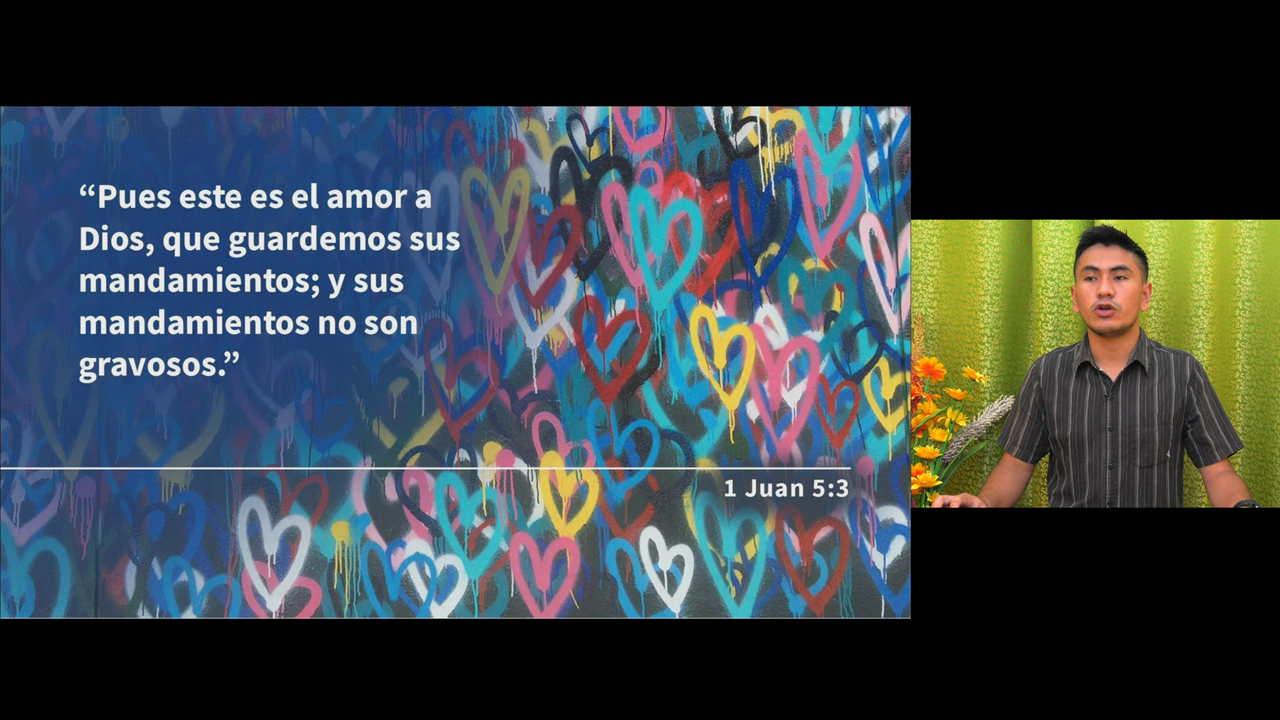 “Pues este es el amor a
Dios, que guardemos sus
mandamientos; y sus
mandamientos no son
gravosos.”
1 Juan 5:3